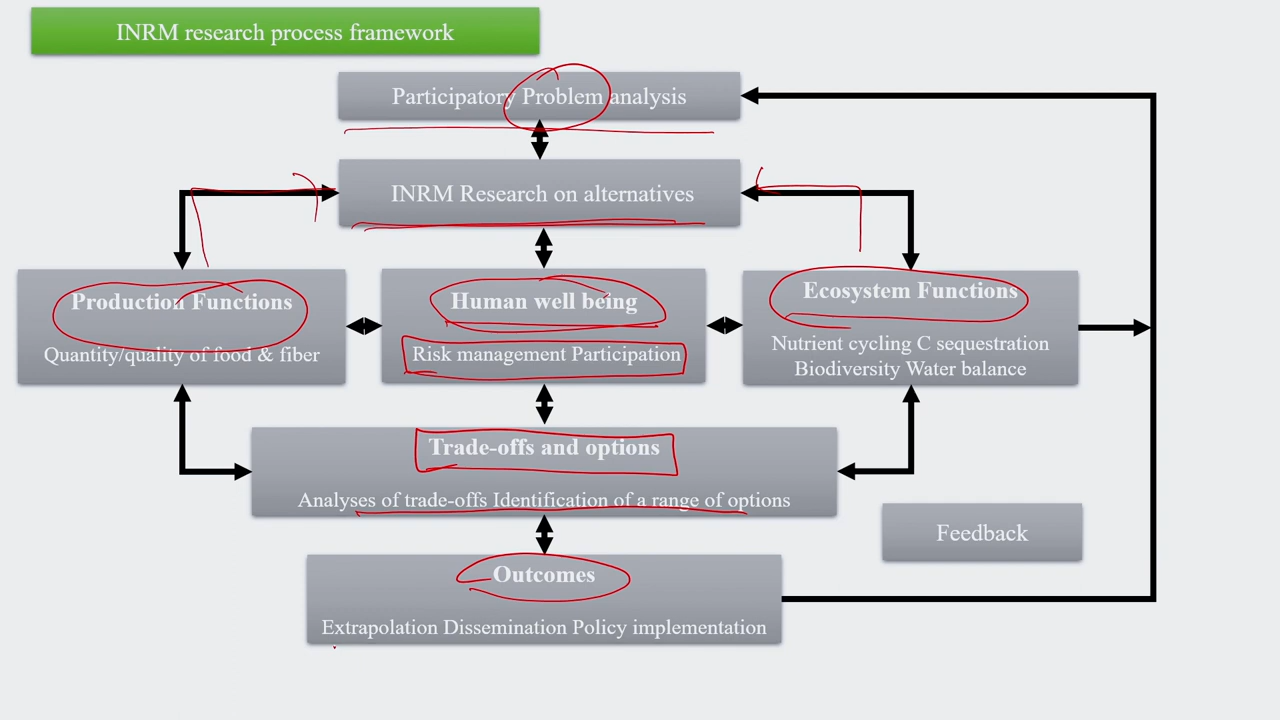 INRM research process framework
Participatory Problem analysis
INRM Research on alternatives
Production Functions
Quantity/quality of food & fiber
Human well being
Risk management Participation
Ecosystem Functions
Nutrient cycling C sequestration
Biodiversity Water balance
Trade-offs and options
Analyses of trade-offs Identification of a range of options
Feedback
Outcomes
Extrapolation Dissemination Policy implementation